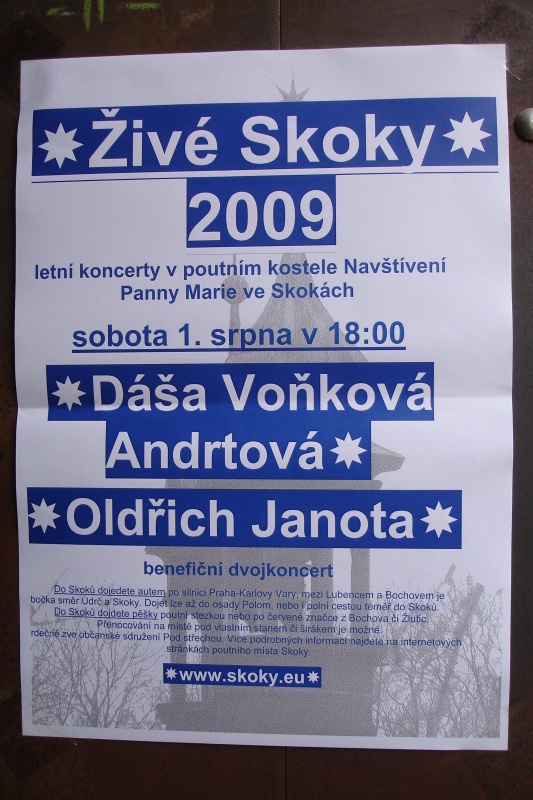 Živé Skoky
2009
letní koncerty v poutním kostele Navštívení
Panny Marie ve Skokách
sobota 1. srpna v 18:00
Dáša Voňková
Andrtová
Oldřich Janota
benefiční dvojkoncert
Do Skoků dojedete autem po silnici Praha-Karlovy Vary, mezi Lubencem a Bochovem je
bočka směr Údrč a Skoky. Dojet lze až do osady Polom, nebo i polní cestou téměř do Skoků.
Do Skoků dojdete pěšky poutní stezkou nebo po červené značce z Bochova či Žlutic.
Přenocování na místě pod vlastním stanem či širákem je možné.
rdečně zve občanské sdružení Pod střechou. Více podrobných informací najdete na internetových
stránkách poutního místa Skoky
www.skoky.eu